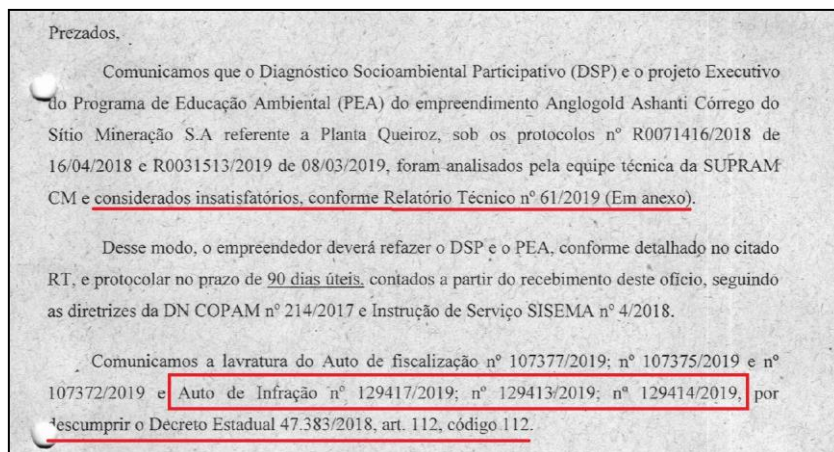 Prezados,
Comunicamos que o Diagnóstico Socioambiental Participativo (DSP) e o projeto Executivo
do Programa de Educação Ambiental (PEA) do empreendimento Anglogold Ashanti Córrego do
Sítio Mineração S.A referente a Planta Queiroz, sob os protocolos nº R0071416/2018 de
16/04/2018 e R0031513/2019 de 08/03/2019, foram analisados pela equipe técnica da SUPRAM
CM e considerados insatisfatórios, conforme Relatório Técnico nº 61/2019 (Em anexo).
Desse modo, o empreendedor deverá refazer o DSP e o PEA, conforme detalhado no citado
RT, e protocolar no prazo de 90 dias úteis, contados a partir do recebimento deste ofício, seguindo
as diretrizes da DN COPAM nº 214/2017 e Instrução de Serviço SISEMA nº 4/2018.
Comunicamos a lavratura do Auto de fiscalização nº 107377/2019; nº 107375/2019 e nº
107372/2019 e Auto de Infração nº 129417/2019; nº 129413/2019; nª 129414/2019, por
descumprir o Decreto Estadual 47.383/2018, art. 112, código 112.